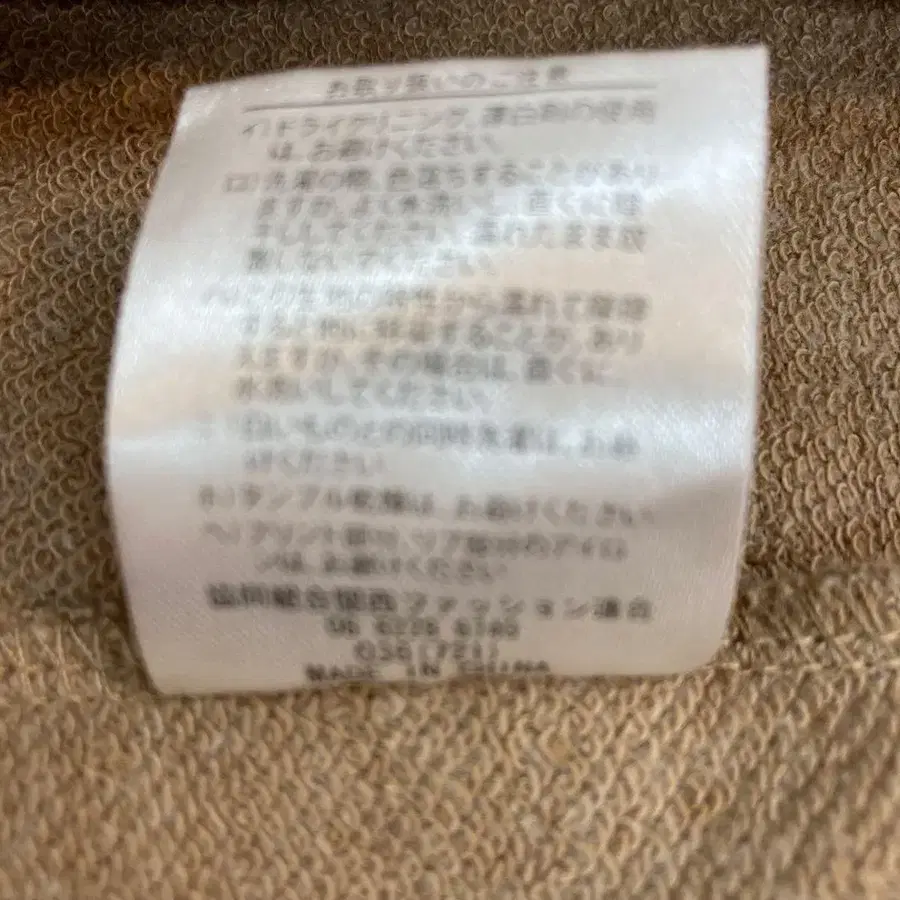 お取り扱いのご注意
イ)ドライクリーニング、漂白剤の使用
は、お避けください。
ロ)洗濯の際、色落ちすることがあり
ますが、よく水洗いし、直ぐに陰
干ししてください。濡れたまま放
置しないでください。
ハ)この生地の特性から濡れて摩擦
すると他に移染することが、あり
ますが、その場合は、直ぐに、
水洗いしてください。
白いものとの同時洗濯は、お避
けください
ホ)タンブル乾燥は、お避けください
ヘ)プリント部分、リブ部分のアイロ
ンは、お避けください
協同組合関西ファッション連合
06 6228
036(721)
MADE IN CHINA